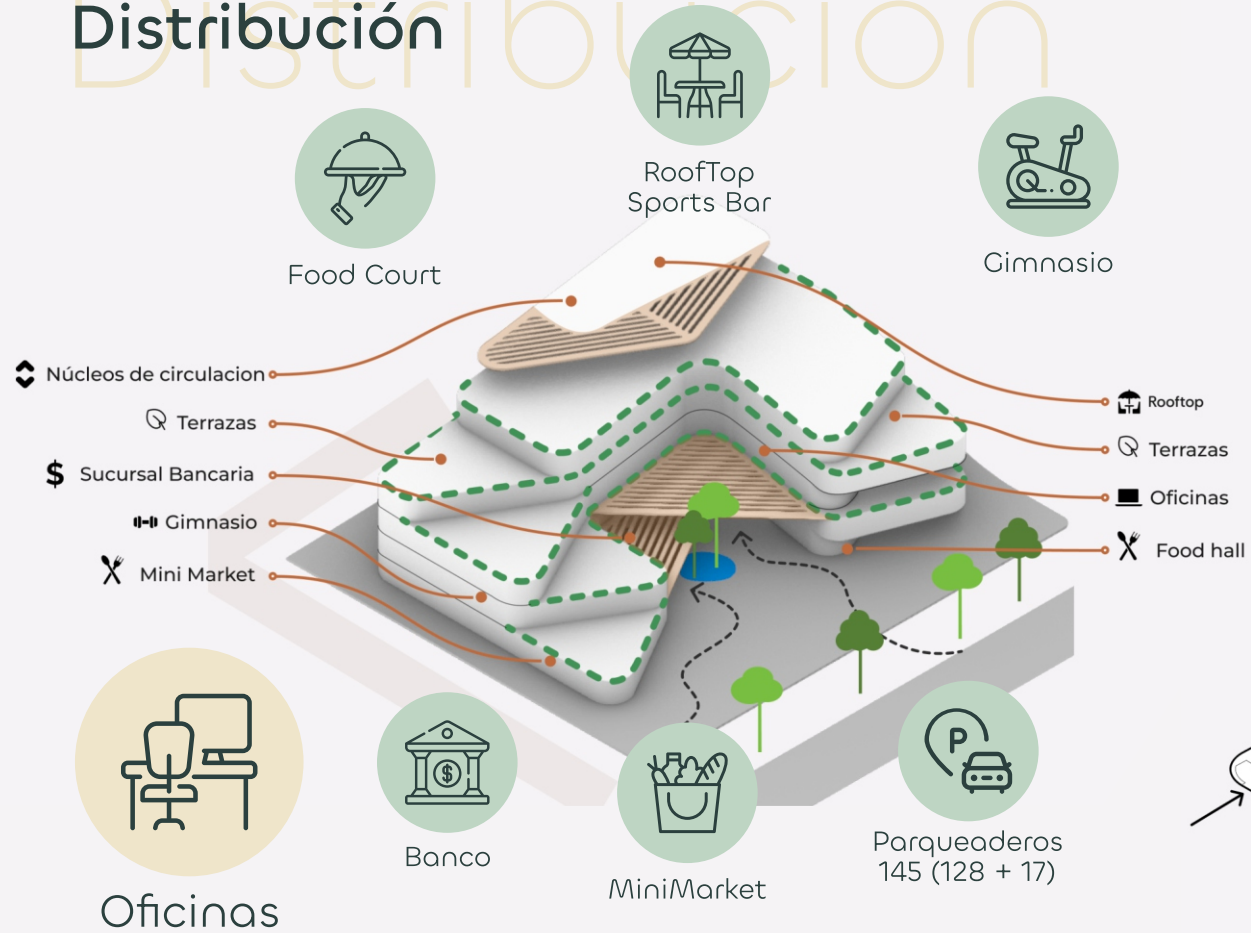 Distribución
Distribución
RoofTop
Sports Bar
Food Court
Gimnasio
Núcleos de circulacion
Terrazas
$ Sucursal Bancaria
Gimnasio
Mini Market
Rooftop
Terrazas
Oficinas
Food hall
Oficinas
$
Banco
MiniMarket
P
Parqueaderos
145 (128 + 17)